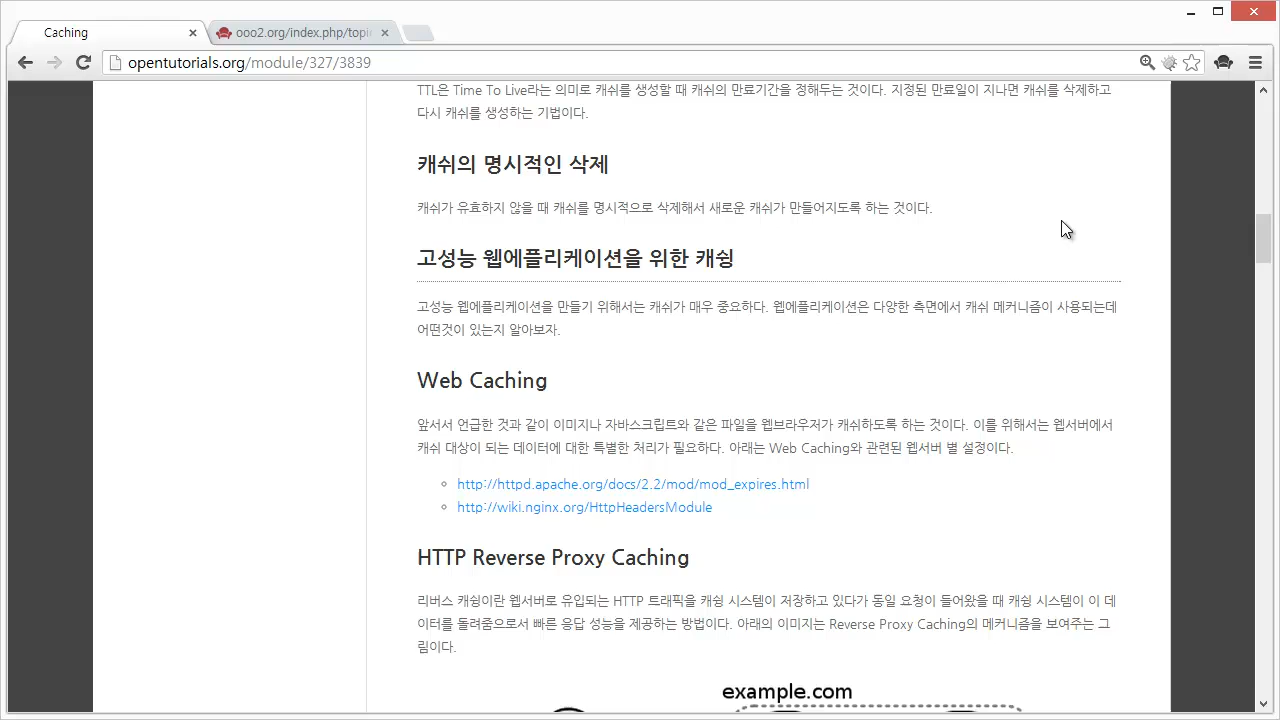 Caching
ooo2.org/index.php/topi
opentutorials.org/module/327/3839
TTL은 Time To Live라는 의미로 캐쉬를 생성할 때 캐쉬의 만료기간을 정해두는 것이다. 지정된 만료일이 지나면 캐쉬를 삭제하고
다시 캐쉬를 생성하는 기법이다.
캐쉬의 명시적인 삭제
캐쉬가 유효하지 않을 때 캐쉬를 명시적으로 삭제해서 새로운 캐쉬가 만들어지도록 하는 것이다.
고성능 웹에플리케이션을 위한 캐슁
고성능 웹에플리케이션을 만들기 위해서는 캐쉬가 매우 중요하다. 웹에플리케이션은 다양한 측면에서 캐쉬 메커니즘이 사용되는데
어떤것이 있는지 알아보자.
Web Caching
앞서서 언급한 것과 같이 이미지나 자바스크립트와 같은 파일을 웹브라우저가 캐쉬하도록 하는 것이다. 이를 위해서는 웹서버에서
캐쉬 대상이 되는 데이터에 대한 특별한 처리가 필요하다. 아래는 Web Caching와 관련된 웹서버 별 설정이다.
http://httpd.apache.org/docs/2.2/mod/mod_expires.html
http://wiki.nginx.org/HttpHeadersModule
HTTP Reverse Proxy Caching
리버스 캐슁이란 웹서버로 유입되는 HTTP 트래픽을 캐슁 시스템이 저장하고 있다가 동일 요청이 들어왔을 때 캐슁 시스템이 이 데
이터를 돌려줌으로서 빠른 응답 성능을 제공하는 방법이다. 아래의 이미지는 Reverse Proxy Caching의 메커니즘을 보여주는 그
림이다.
example.com